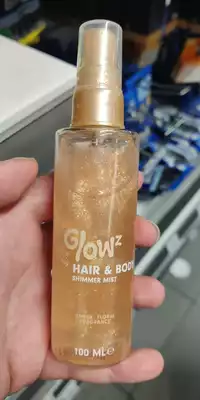 Glowz
HAIR & BODY
SHIMMER MIST
FLORAL
FRAGRANCE
100 ML℮